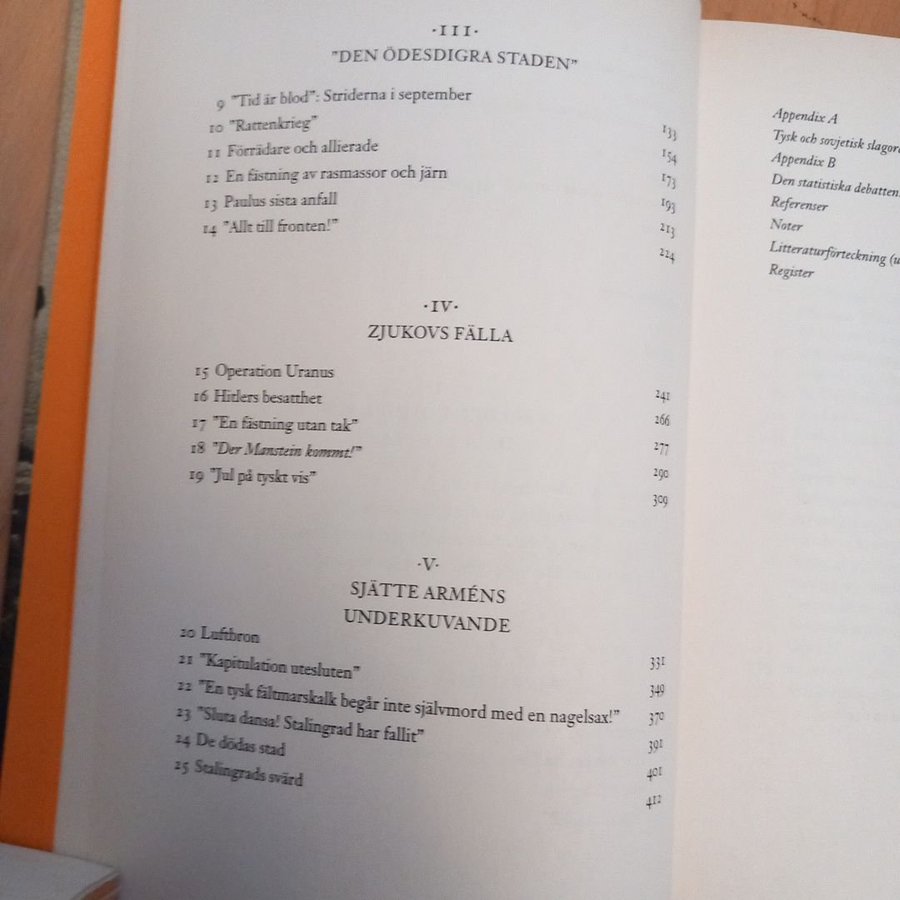 ·III·
"DEN ÖDESDIGRA STADEN"
9 "Tid är blod": Striderna i september 133
10 "Rattenkrieg" 154
11 Förrädare och allierade 173
12 En fästning av rasmassor och järn 193
13 Paulus sista anfall 213
14 "Allt till fronten!" 224
·IV·
ZJUKOVS FÄLLA
15 Operation Uranus 241
16 Hitlers besatthet 266
17 "En fästning utan tak" 277
18 "Der Manstein kommt!" 290
19 "Jul på tyskt vis" 309
·V·
SJÄTTE ARMÉNS
UNDERKUVANDE
20 Luftbron 331
21 "Kapitulation utesluten" 349
22 "En tysk fältmarskalk begår inte självmord med en nagelsax!" 370
23 "Sluta dansa! Stalingrad har fallit" 391
24 De dödas stad 401
25 Stalingrads svärd 412
Appendix A
Tysk och sovjetisk
Appendix B
Den statistiska debatten
Referenser
Noter
Litteraturförteckning
Register